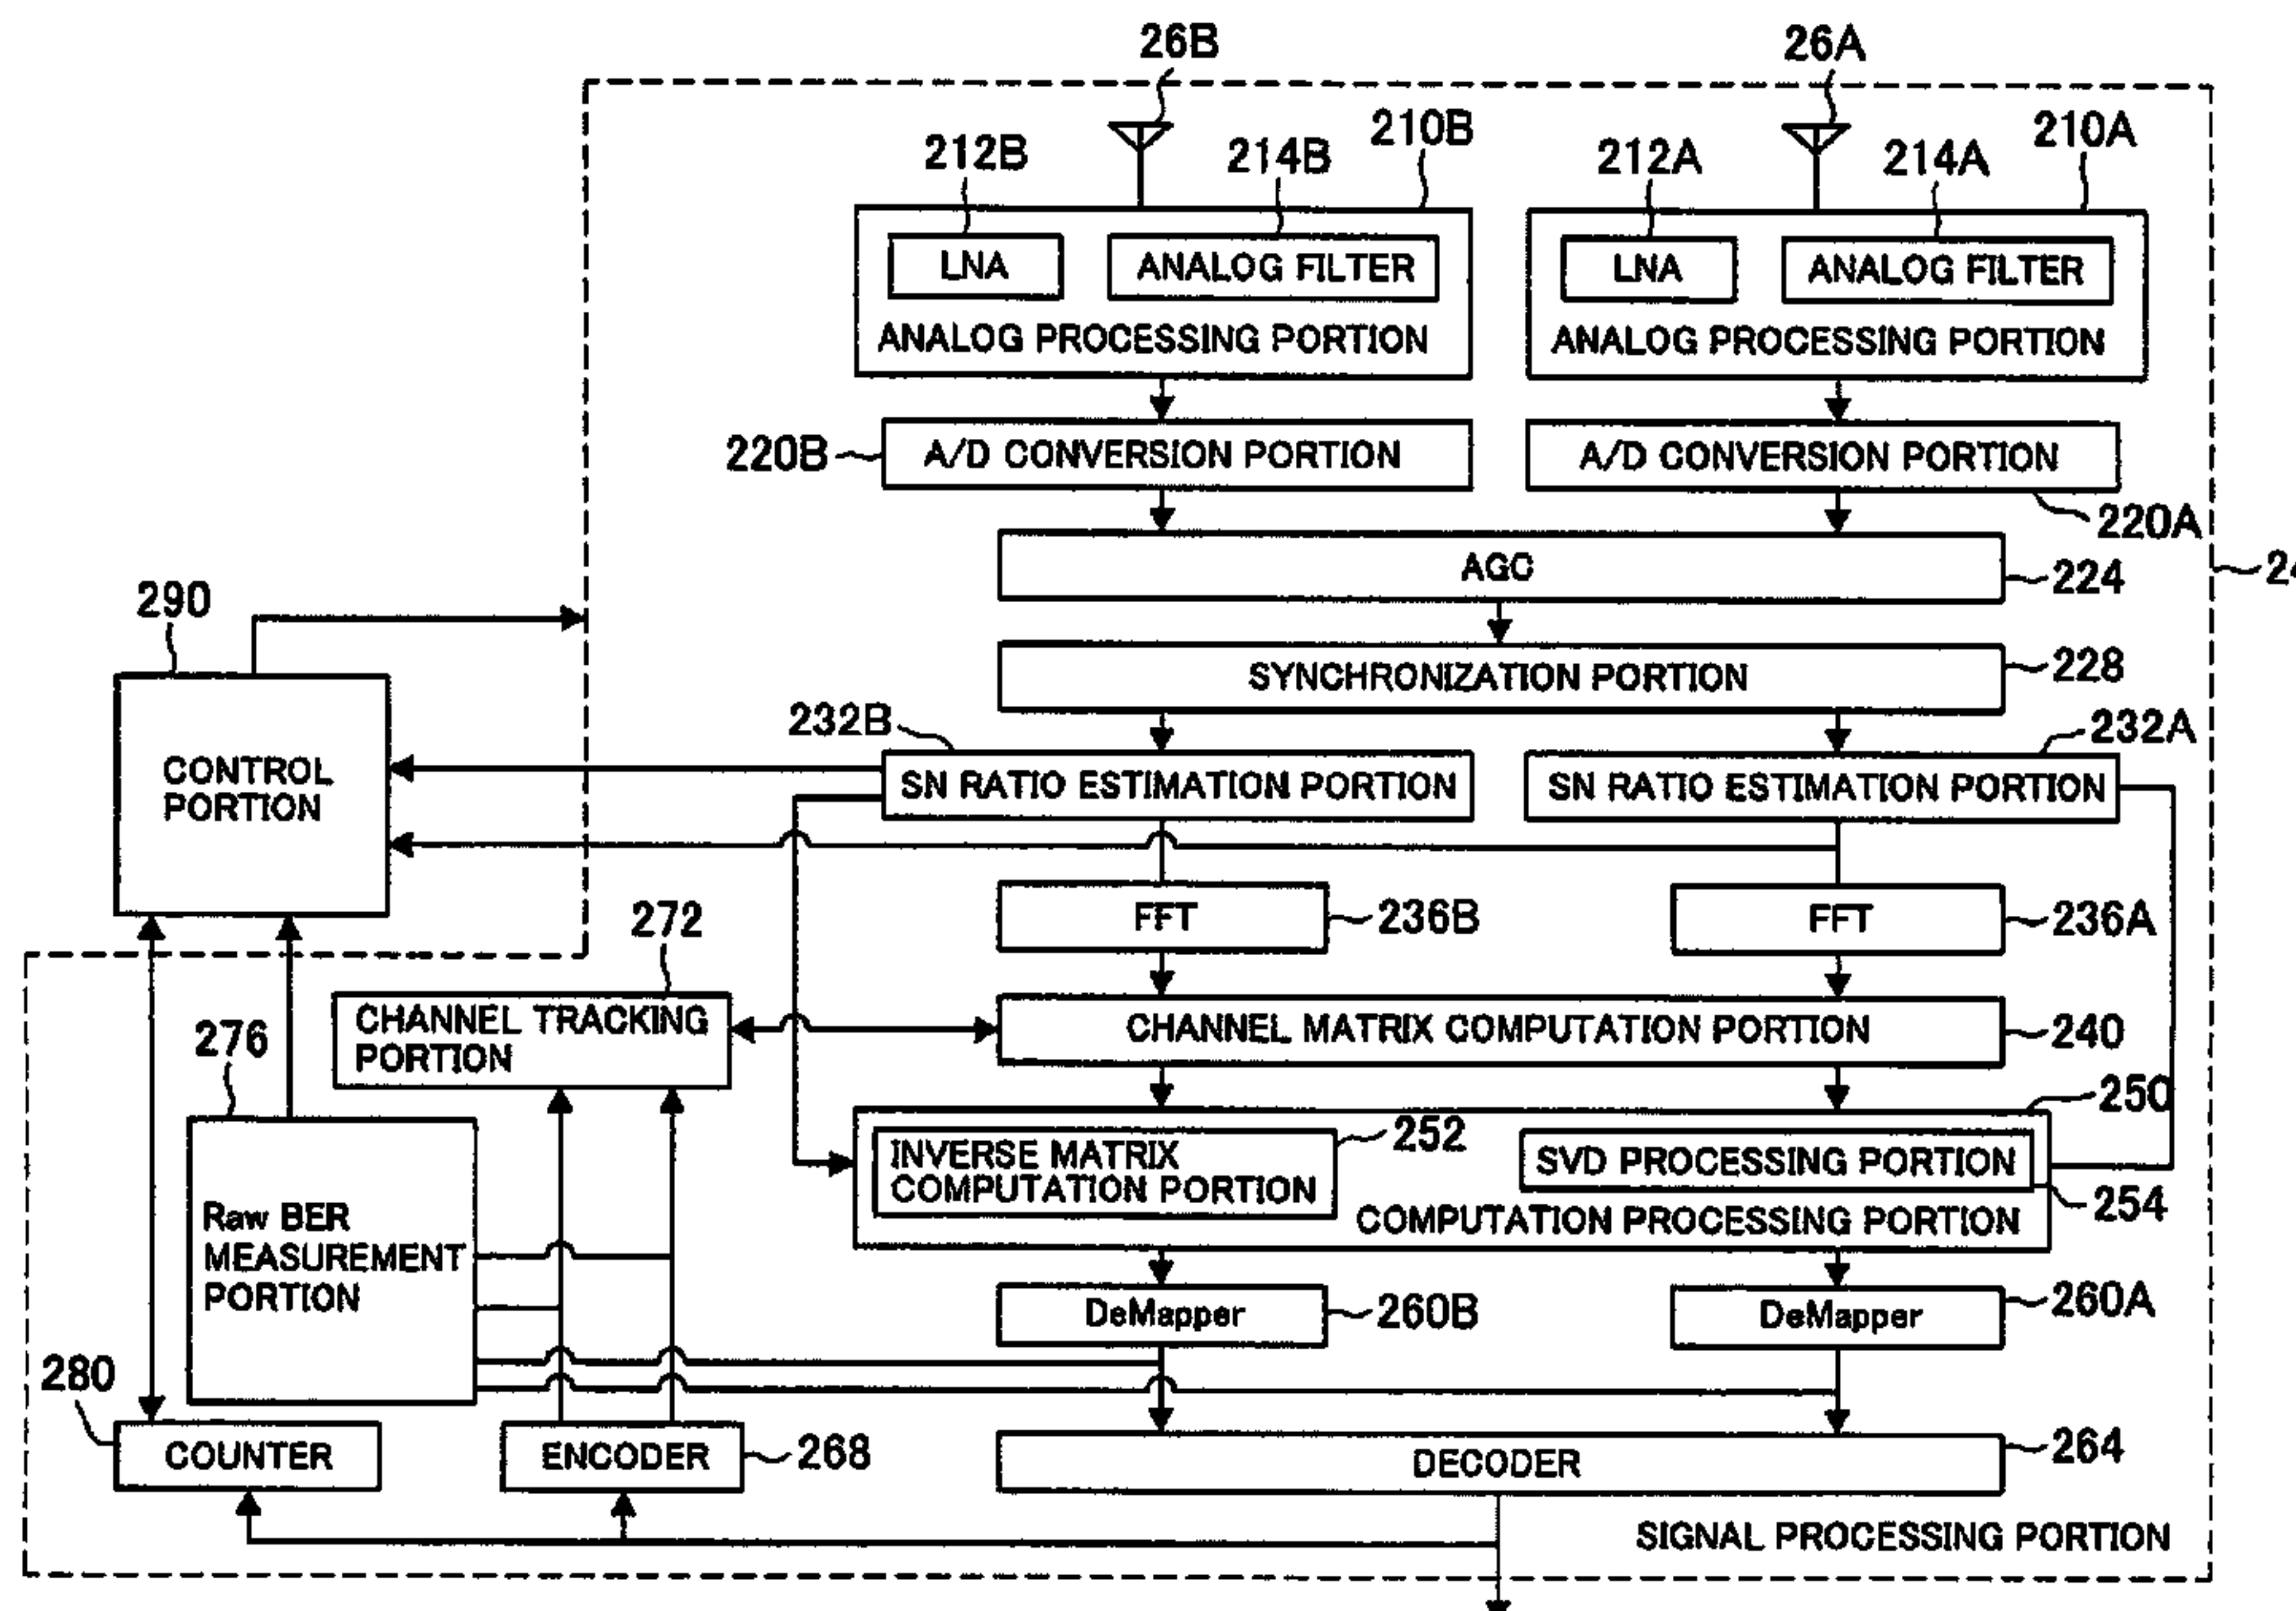 26B
26A
212B
214B
210B
212A
214A
210A
LNA
ANALOG FILTER
LNA
ANALOG FILTER
ANALOG PROCESSING PORTION
ANALOG PROCESSING PORTION
220B
A/D CONVERSION PORTION
A/D CONVERSION PORTION
220A
AGC
224
24
290
SYNCHRONIZATION PORTION
228
232B
232A
CONTROL
PORTION
SN RATIO ESTIMATION PORTION
SN RATIO ESTIMATION PORTION
272
FFT
236B
FFT
236A
276
CHANNEL TRACKING
PORTION
CHANNEL MATRIX COMPUTATION PORTION
240
250
INVERSE MATRIX
COMPUTATION PORTION
252
SVD PROCESSING PORTION
254
COMPUTATION PROCESSING PORTION
Raw BER
MEASUREMENT
PORTION
DeMapper
260B
DeMapper
260A
280
COUNTER
ENCODER
268
DECODER
264
SIGNAL PROCESSING PORTION